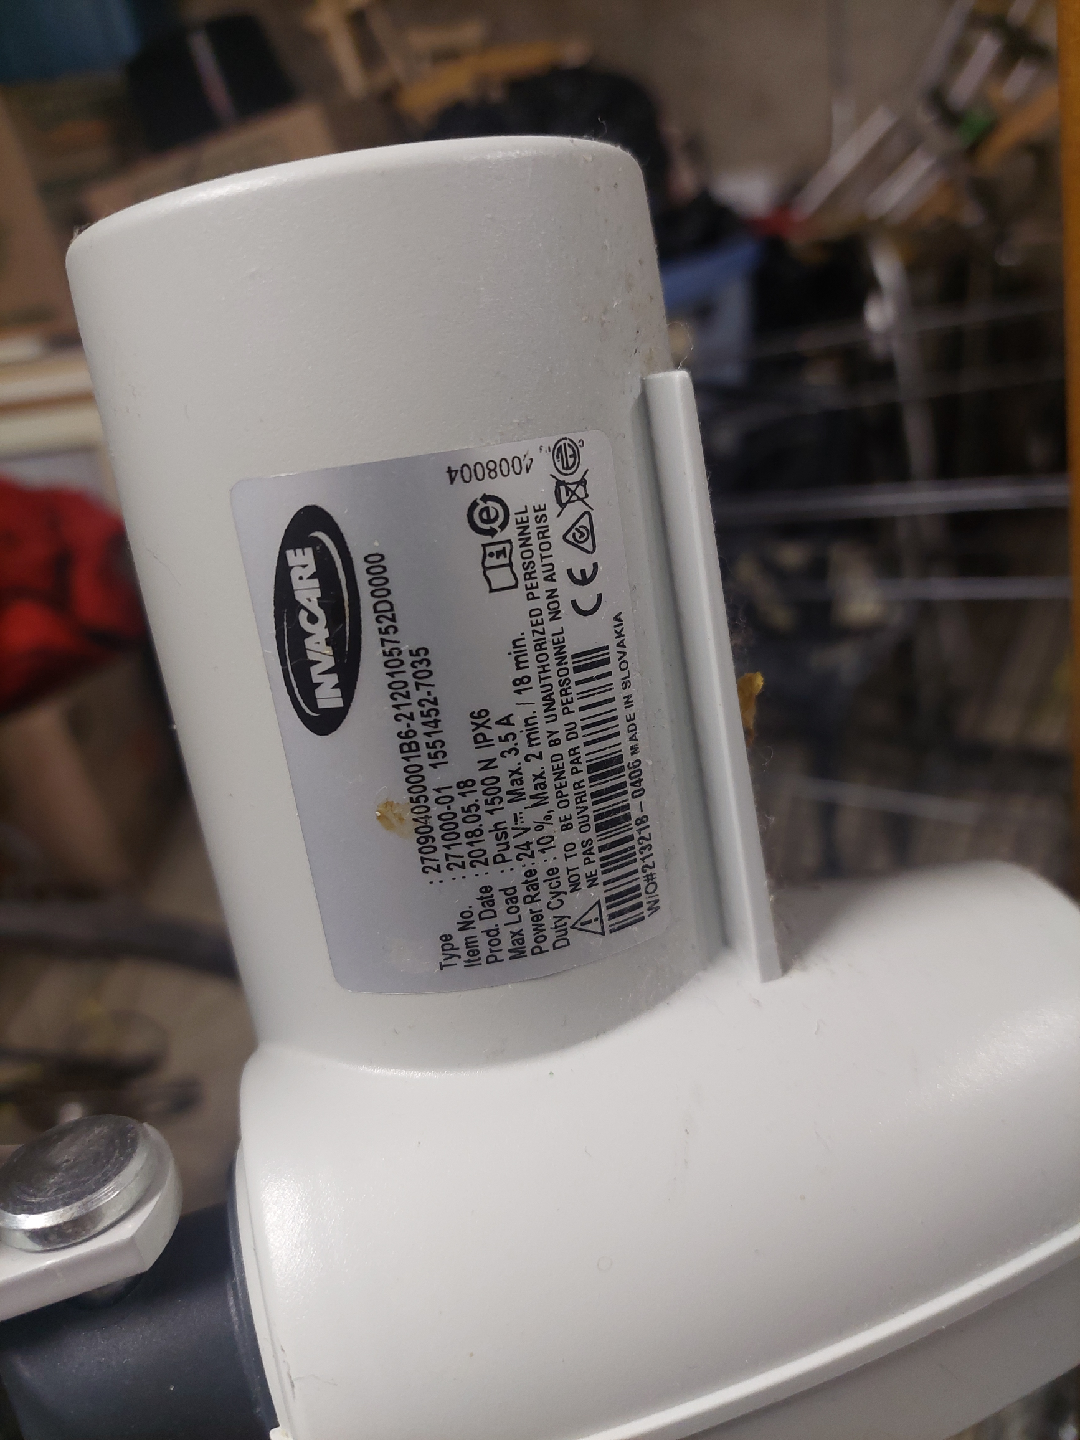 INVACARE
4008004
Type : 270904050001B6-2120105752D0000
Item No. : 271000-01 1551452-7035
Prod. Date : 2018.05.18
Max Load : Push 1500 N IPX6
Power Rate : 24 V⎓, Max. 3.5 A
Duty Cycle : 10 %, Max. 2 min. / 18 min.
NOT TO BE OPENED BY UNAUTHORIZED PERSONNEL
NE PAS OUVRIR PAR DU PERSONNEL NON AUTORISE
CE
W/O#213218-0406 MADE IN SLOVAKIA